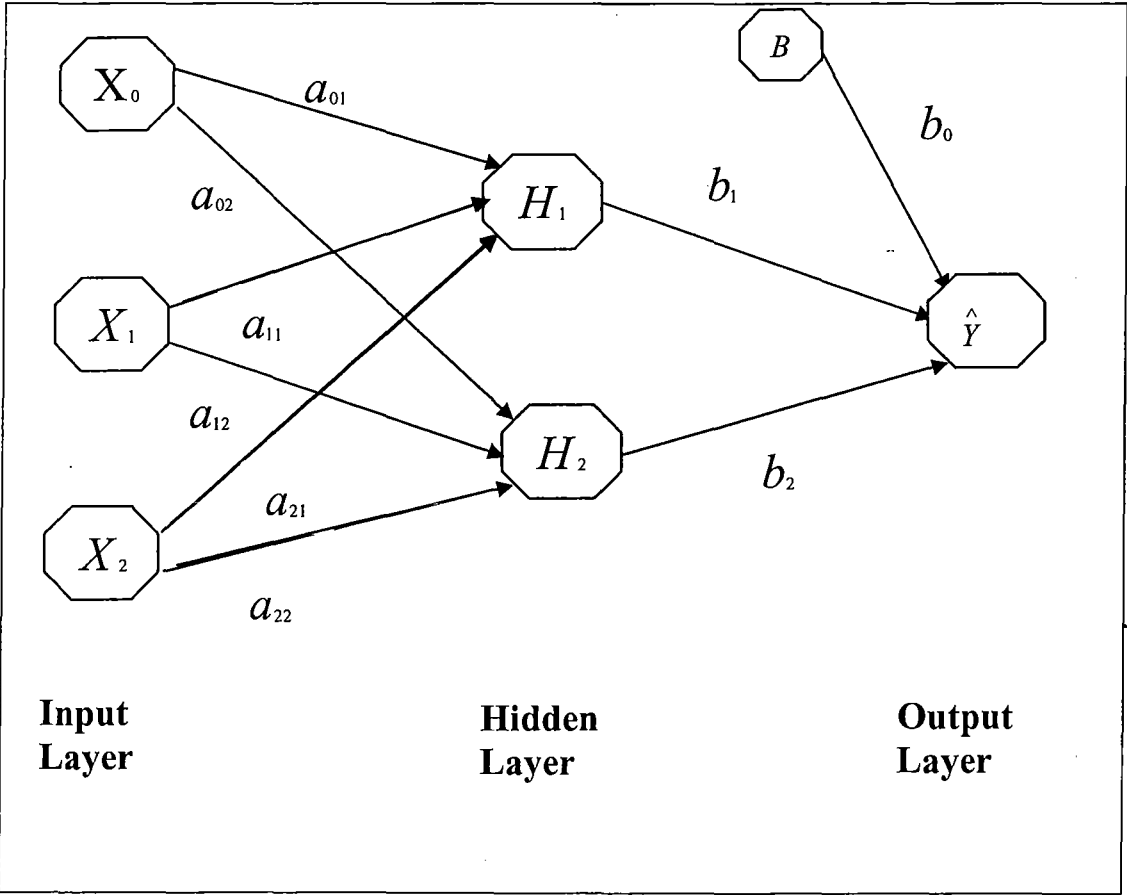 X₀
a₀₁
B
b₀
a₀₂
H₁
b₁
X₁
a₁₁
Ŷ
a₁₂
H₂
b₂
a₂₁
X₂
a₂₂
Input
Layer
Hidden
Layer
Output
Layer